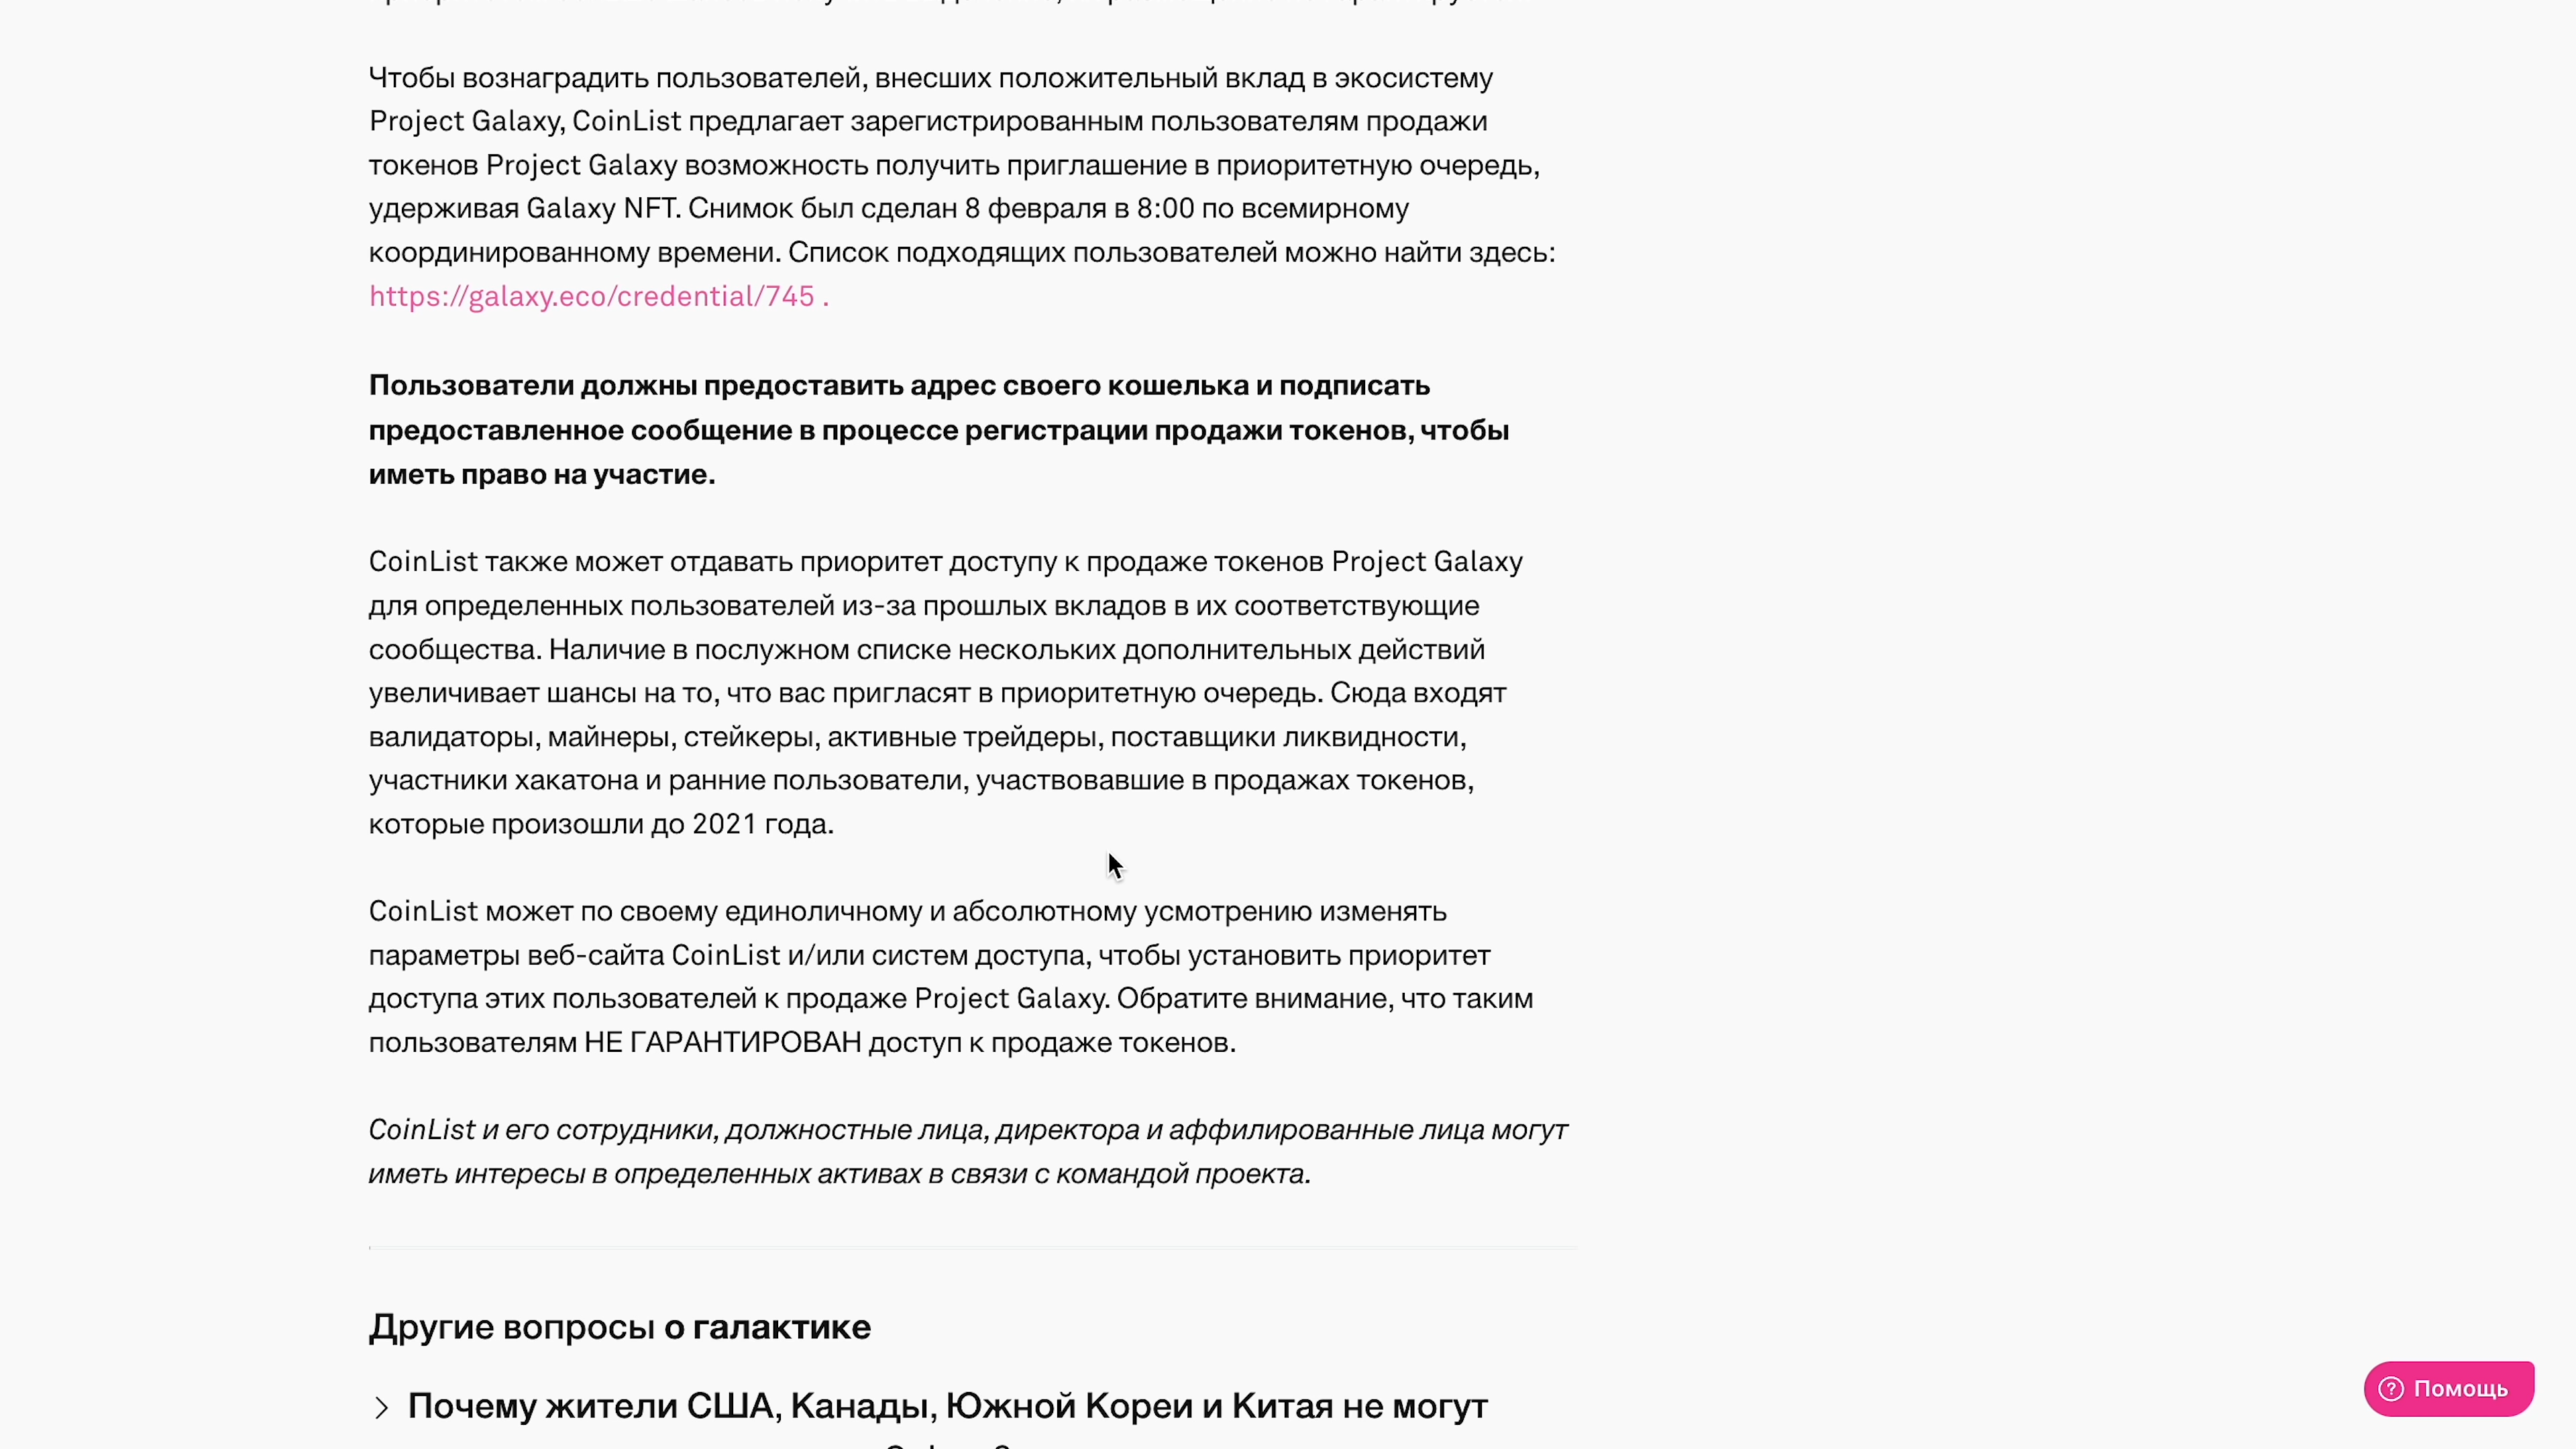 Чтобы вознаградить пользователей, внесших положительный вклад в экосистему
Project Galaxy, CoinList предлагает зарегистрированным пользователям продажи
токенов Project Galaxy возможность получить приглашение в приоритетную очередь,
удерживая Galaxy NFT. Снимок был сделан 8 февраля в 8:00 по всемирному
координированному времени. Список подходящих пользователей можно найти здесь:
https://galaxy.eco/credential/745 .
Пользователи должны предоставить адрес своего кошелька и подписать
предоставленное сообщение в процессе регистрации продажи токенов, чтобы
иметь право на участие.
CoinList также может отдавать приоритет доступу к продаже токенов Project Galaxy
для определенных пользователей из-за прошлых вкладов в их соответствующие
сообщества. Наличие в послужном списке нескольких дополнительных действий
увеличивает шансы на то, что вас пригласят в приоритетную очередь. Сюда входят
валидаторы, майнеры, стейкеры, активные трейдеры, поставщики ликвидности,
участники хакатона и ранние пользователи, участвовавшие в продажах токенов,
которые произошли до 2021 года.
CoinList может по своему единоличному и абсолютному усмотрению изменять
параметры веб-сайта CoinList и/или систем доступа, чтобы установить приоритет
доступа этих пользователей к продаже Project Galaxy. Обратите внимание, что таким
пользователям НЕ ГАРАНТИРОВАН доступ к продаже токенов.
CoinList и его сотрудники, должностные лица, директора и аффилированные лица могут
иметь интересы в определенных активах в связи с командой проекта.
Другие вопросы о галактике
Почему жители США, Канады, Южной Кореи и Китая не могут
Помощь